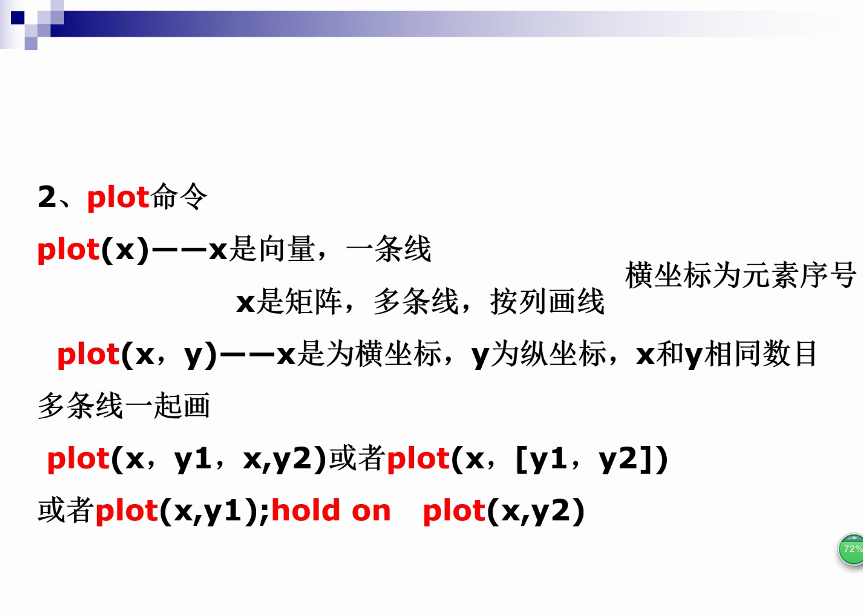 2、plot命令
plot(x)——x是向量，一条线
横坐标为元素序号
x是矩阵，多条线，按列画线
plot(x，y)——x是为横坐标，y为纵坐标，x和y相同数目
多条线一起画
plot(x，y1，x,y2)或者plot(x，[y1，y2])
或者plot(x,y1);hold on plot(x,y2)
72%